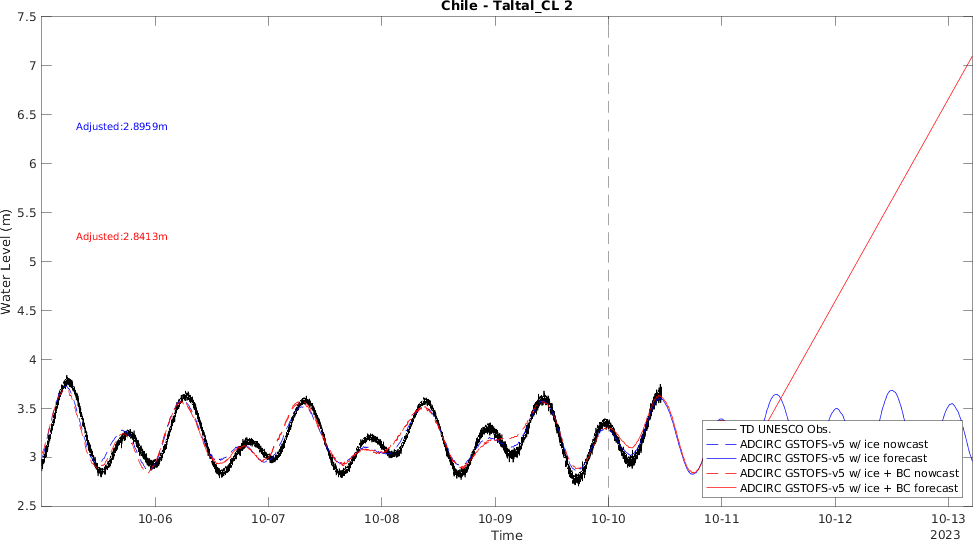 Chile - Taltal_CL 2
7.5
7
6.5
6
5.5
5
4.5
4
3.5
3
2.5
Water Level (m)
Adjusted:2.8959m
Adjusted:2.8413m
TD UNESCO Obs.
ADCIRC GSTOFS-v5 w/ ice nowcast
ADCIRC GSTOFS-v5 w/ ice forecast
ADCIRC GSTOFS-v5 w/ ice + BC nowcast
ADCIRC GSTOFS-v5 w/ ice + BC forecast
10-06 10-07 10-08 10-09 10-10 10-11 10-12 10-13
Time 2023